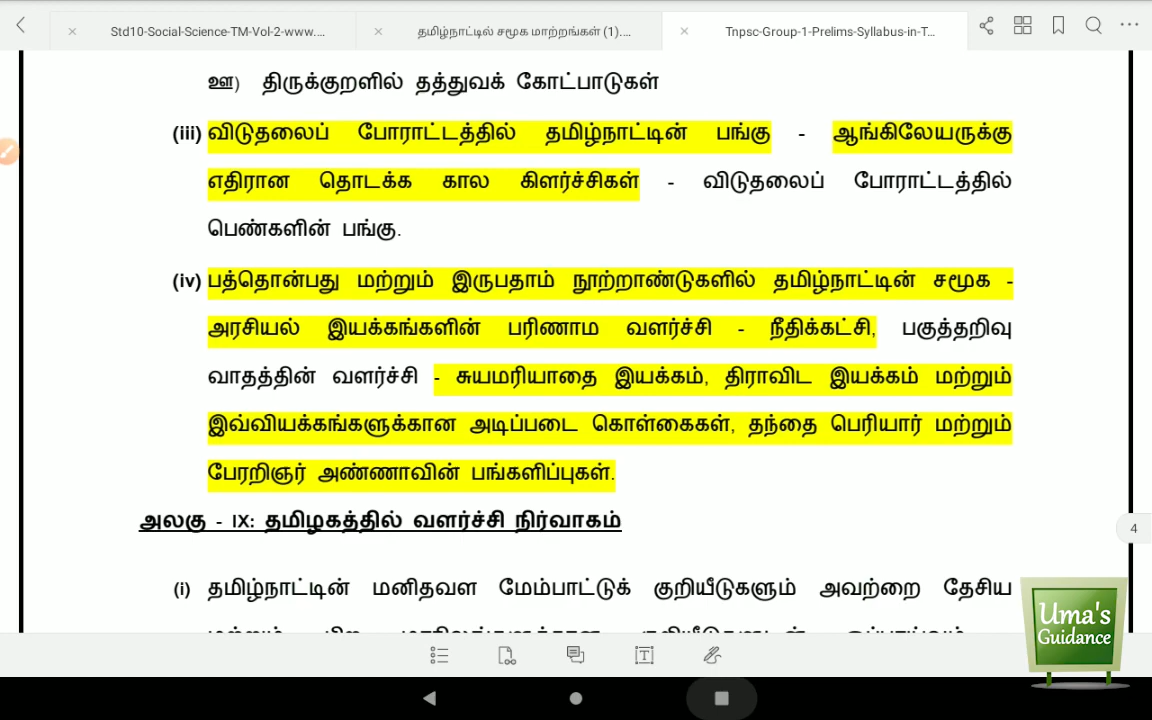 Std10-Social-Science-TM-Vol-2-www....
தமிழ்நாட்டில் சமூக மாற்றங்கள் (1)....
Tnpsc-Group-1-Prelims-Syllabus-in-T...
ஊ) திருக்குறளில் தத்துவக் கோட்பாடுகள்
(iii) விடுதலைப் போராட்டத்தில் தமிழ்நாட்டின் பங்கு - ஆங்கிலேயருக்கு
எதிரான தொடக்க கால கிளர்ச்சிகள் - விடுதலைப் போராட்டத்தில்
பெண்களின் பங்கு.
(iv) பத்தொன்பது மற்றும் இருபதாம் நூற்றாண்டுகளில் தமிழ்நாட்டின் சமூக -
அரசியல் இயக்கங்களின் பரிணாம வளர்ச்சி - நீதிக்கட்சி, பகுத்தறிவு
வாதத்தின் வளர்ச்சி - சுயமரியாதை இயக்கம், திராவிட இயக்கம் மற்றும்
இவ்வியக்கங்களுக்கான அடிப்படை கொள்கைகள், தந்தை பெரியார் மற்றும்
பேரறிஞர் அண்ணாவின் பங்களிப்புகள்.
அலகு - IX: தமிழகத்தில் வளர்ச்சி நிர்வாகம்
4
(i) தமிழ்நாட்டின் மனிதவள மேம்பாட்டுக் குறியீடுகளும் அவற்றை தேசிய
Uma's
Guidance